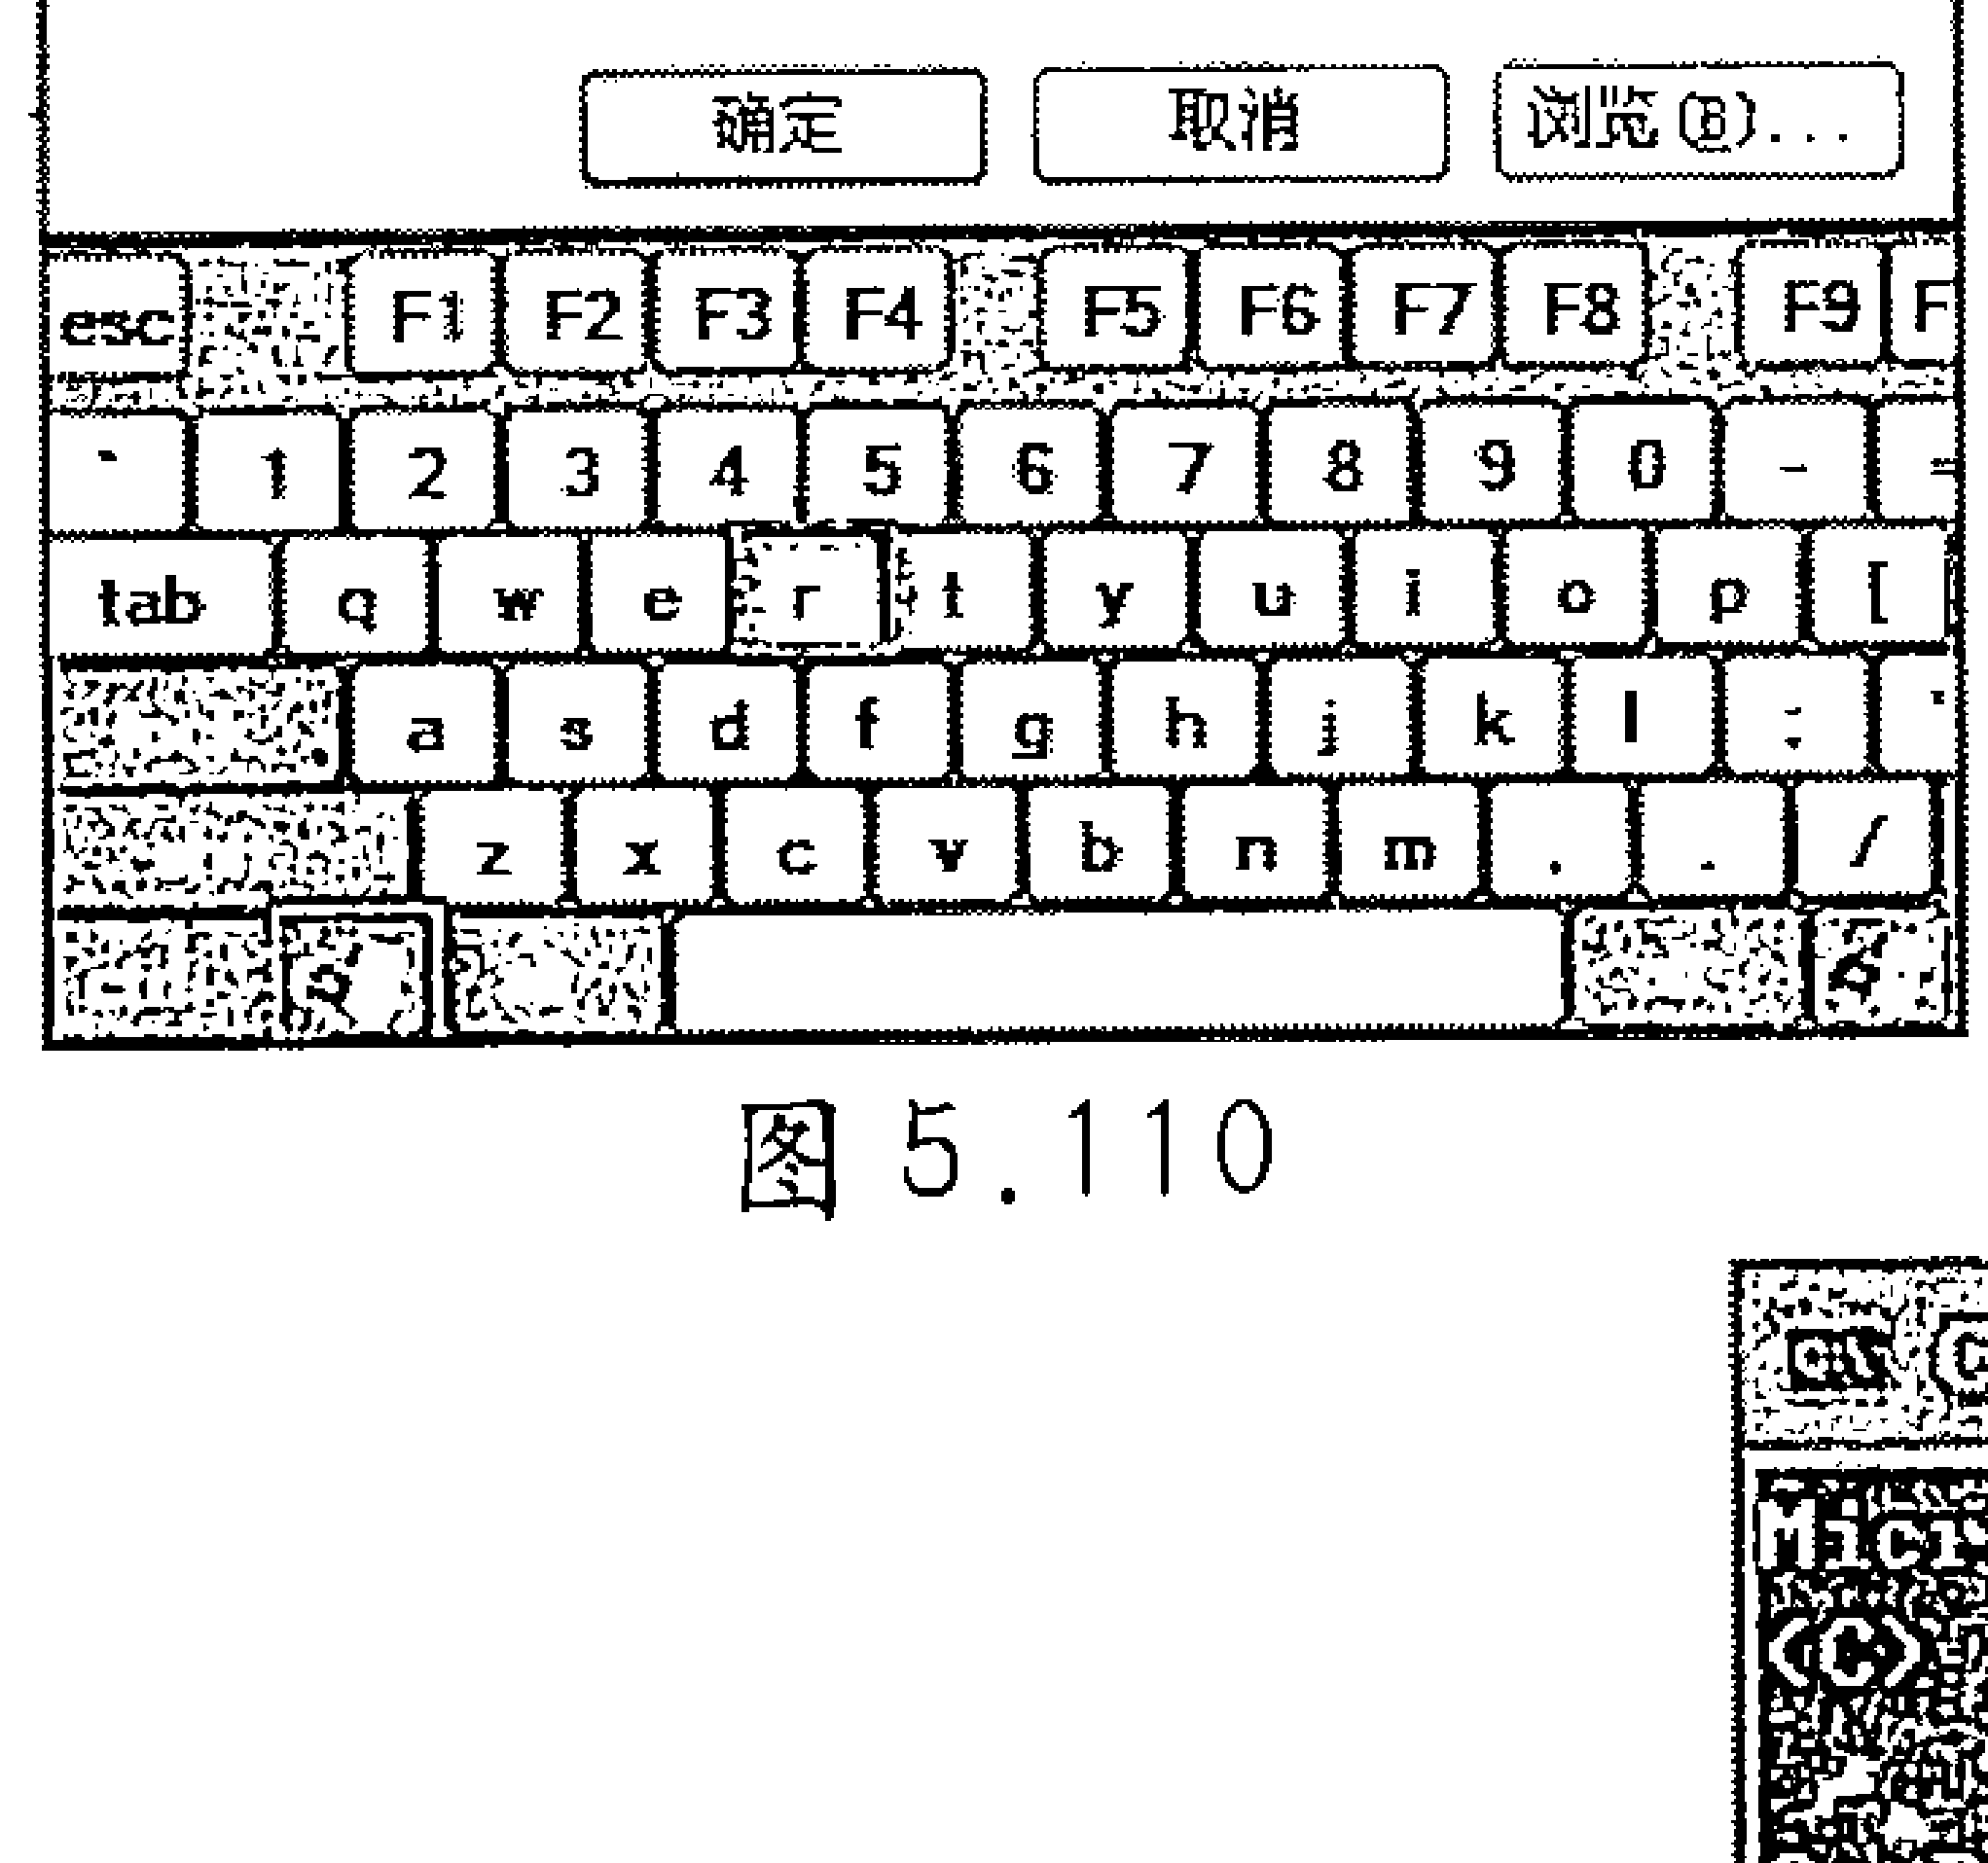 确定 取消 浏览(B)...
esc F1 F2 F3 F4 F5 F6 F7 F8 F9 F
` 1 2 3 4 5 6 7 8 9 0 - =
tab q w e r t y u i o p [
a s d f g h j k l ; '
z x c v b n m , . /
图 5.110
C:\
Micr
(C)